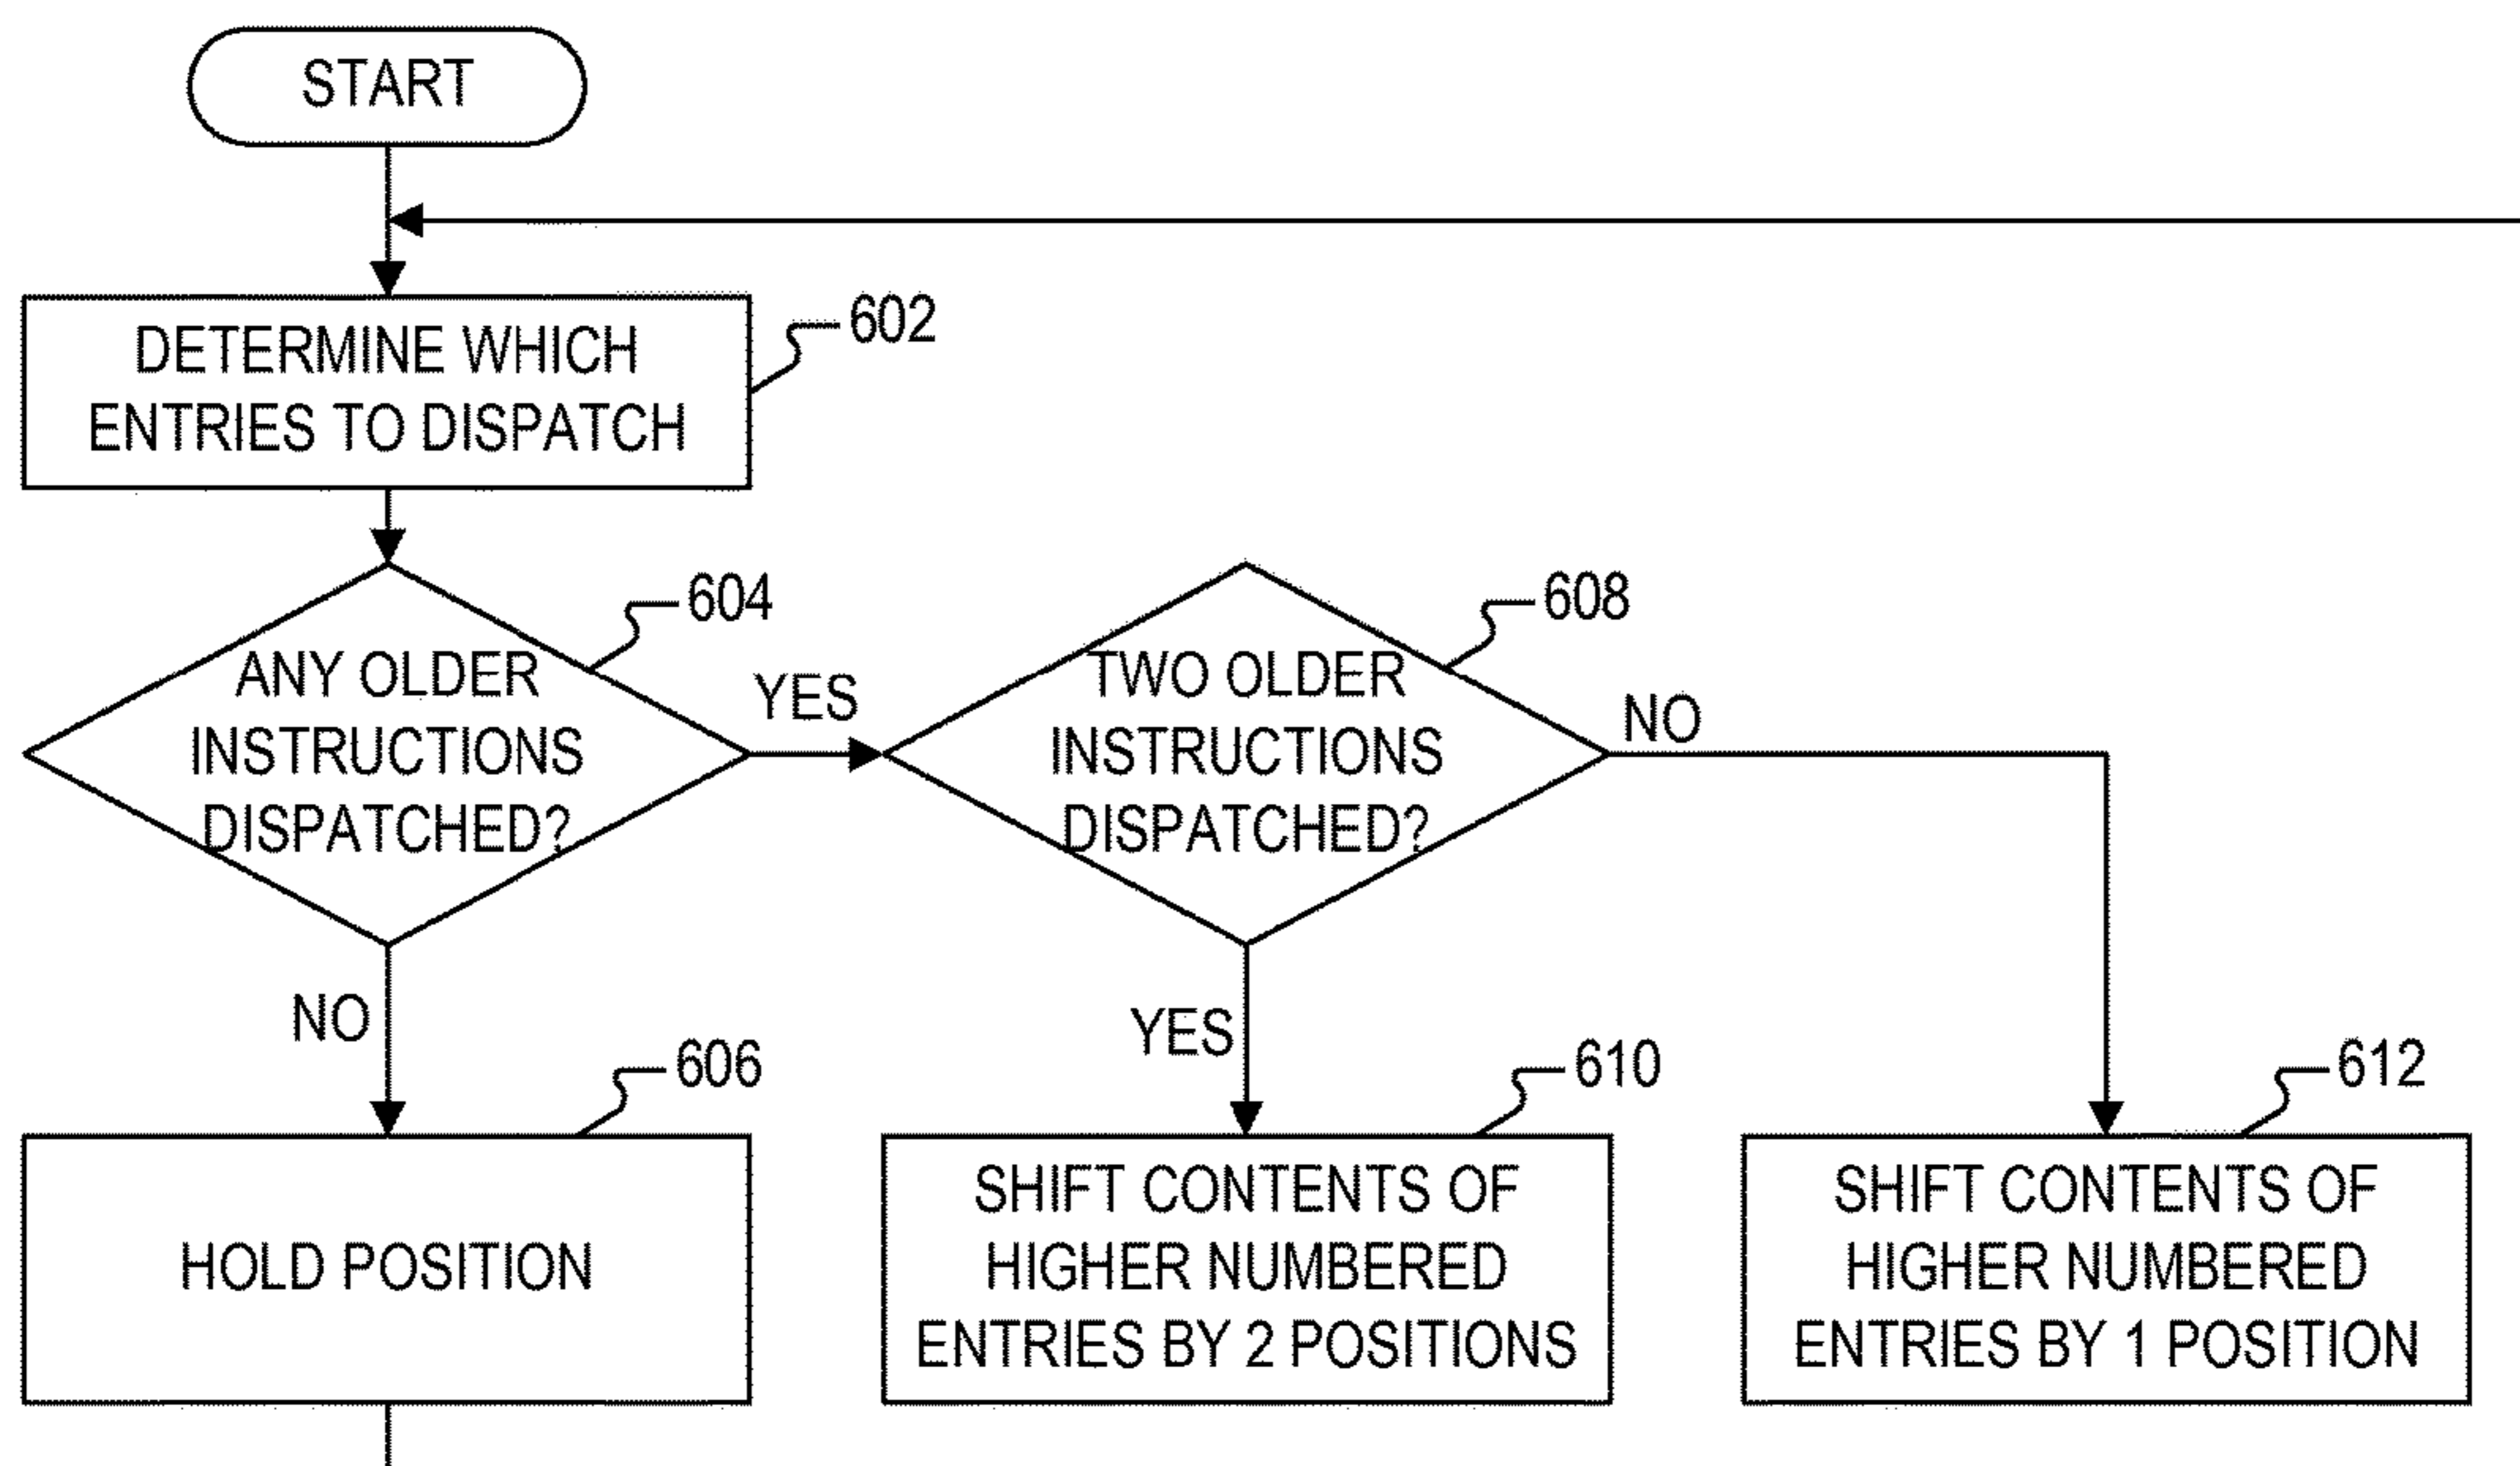 START
DETERMINE WHICH
ENTRIES TO DISPATCH
602
ANY OLDER
INSTRUCTIONS
DISPATCHED?
604
YES
TWO OLDER
INSTRUCTIONS
DISPATCHED?
608
NO
NO
YES
606
HOLD POSITION
610
SHIFT CONTENTS OF
HIGHER NUMBERED
ENTRIES BY 2 POSITIONS
612
SHIFT CONTENTS OF
HIGHER NUMBERED
ENTRIES BY 1 POSITION